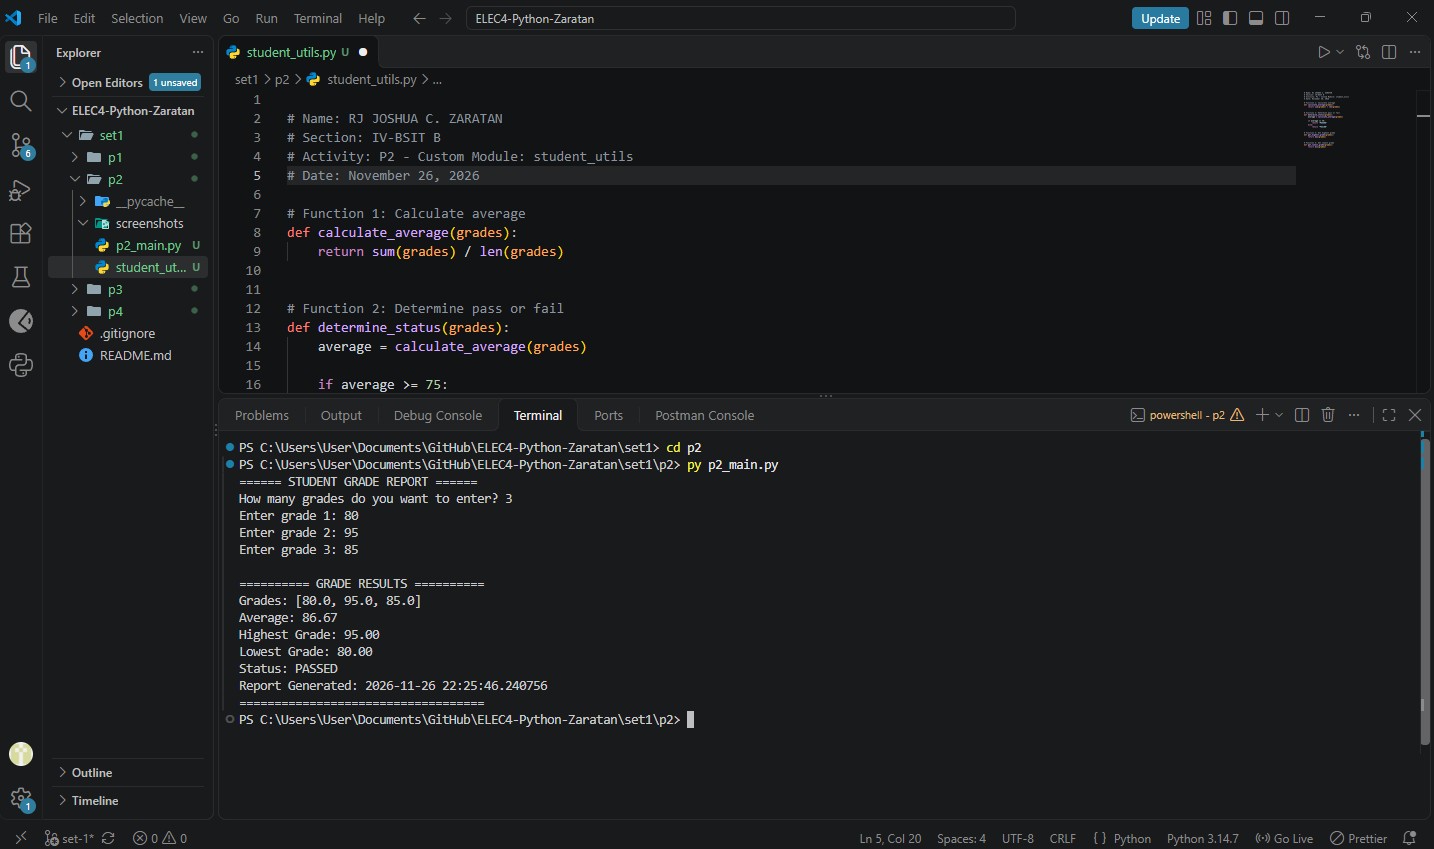 File Edit Selection View Go Run Terminal Help
ELEC4-Python-Zaratan
Update
Explorer
Open Editors 1 unsaved
ELEC4-Python-Zaratan
set1
p1
p2
__pycache__
screenshots
p2_main.py U
student_ut... U
p3
p4
.gitignore
README.md
Outline
Timeline
1
6
1
student_utils.py U
set1 > p2 > student_utils.py > ...
1
2 # Name: RJ JOSHUA C. ZARATAN
3 # Section: IV-BSIT B
4 # Activity: P2 - Custom Module: student_utils
5 # Date: November 26, 2026
6
7 # Function 1: Calculate average
8 def calculate_average(grades):
9 return sum(grades) / len(grades)
10
11
12 # Function 2: Determine pass or fail
13 def determine_status(grades):
14 average = calculate_average(grades)
15
16 if average >= 75:
Problems Output Debug Console Terminal Ports Postman Console
powershell - p2
PS C:\Users\User\Documents\GitHub\ELEC4-Python-Zaratan\set1> cd p2
PS C:\Users\User\Documents\GitHub\ELEC4-Python-Zaratan\set1\p2> py p2_main.py
====== STUDENT GRADE REPORT ======
How many grades do you want to enter? 3
Enter grade 1: 80
Enter grade 2: 95
Enter grade 3: 85
========== GRADE RESULTS ==========
Grades: [80.0, 95.0, 85.0]
Average: 86.67
Highest Grade: 95.00
Lowest Grade: 80.00
Status: PASSED
Report Generated: 2026-11-26 22:25:46.240756
===================================
PS C:\Users\User\Documents\GitHub\ELEC4-Python-Zaratan\set1\p2>
set-1* 0 0
Ln 5, Col 20 Spaces: 4 UTF-8 CRLF { } Python Python 3.14.7 Go Live Prettier